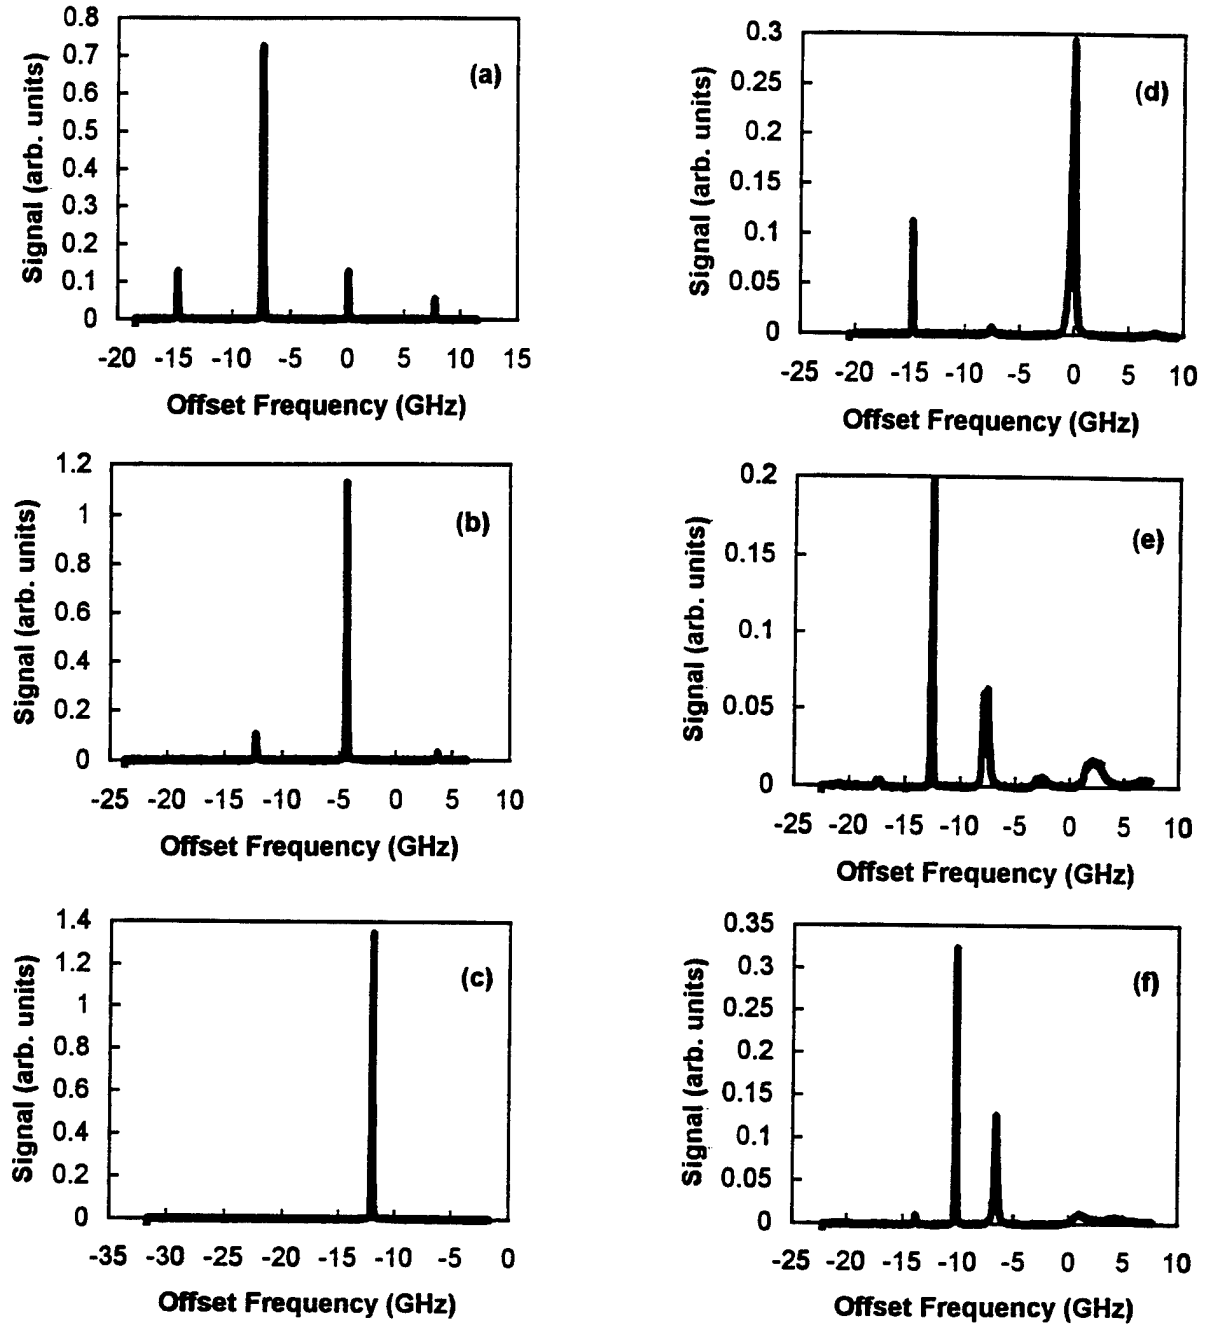 0.8
0.7
0.6
0.5
0.4
0.3
0.2
0.1
0
Signal (arb. units)
(a)
-20 -15 -10 -5 0 5 10 15
Offset Frequency (GHz)
0.3
0.25
0.2
0.15
0.1
0.05
0
Signal (arb. units)
(d)
-25 -20 -15 -10 -5 0 5 10
Offset Frequency (GHz)
1.2
1
0.8
0.6
0.4
0.2
0
Signal (arb. units)
(b)
-25 -20 -15 -10 -5 0 5 10
Offset Frequency (GHz)
0.2
0.15
0.1
0.05
0
Signal (arb. units)
(e)
-25 -20 -15 -10 -5 0 5 10
Offset Frequency (GHz)
1.4
1.2
1
0.8
0.6
0.4
0.2
0
Signal (arb. units)
(c)
-35 -30 -25 -20 -15 -10 -5 0
Offset Frequency (GHz)
0.35
0.3
0.25
0.2
0.15
0.1
0.05
0
Signal (arb. units)
(f)
-25 -20 -15 -10 -5 0 5 10
Offset Frequency (GHz)